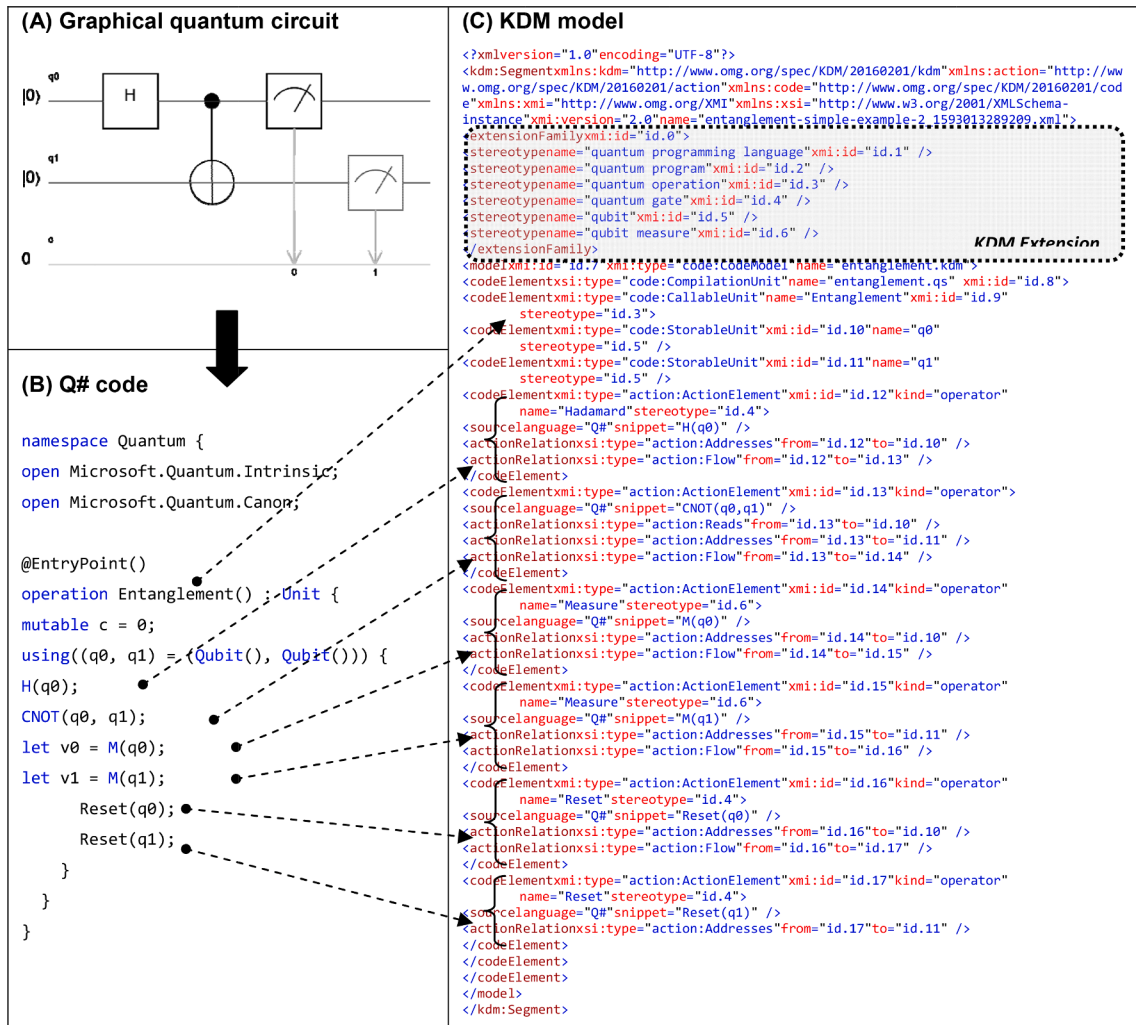 (A) Graphical quantum circuit
q0
|0⟩
H
q1
|0⟩
c
0
0 1
(B) Q# code
namespace Quantum {
open Microsoft.Quantum.Intrinsic;
open Microsoft.Quantum.Canon;
@EntryPoint()
operation Entanglement() : Unit {
mutable c = 0;
using((q0, q1) = (Qubit(), Qubit())) {
H(q0);
CNOT(q0, q1);
let v0 = M(q0);
let v1 = M(q1);
Reset(q0);
Reset(q1);
}
}
}
(C) KDM model
<?xmlversion="1.0"encoding="UTF-8"?>
<kdm:Segmentxmlns:kdm="http://www.omg.org/spec/KDM/20160201/kdm"xmlns:action="http://ww
w.omg.org/spec/KDM/20160201/action"xmlns:code="http://www.omg.org/spec/KDM/20160201/cod
e"xmlns:xmi="http://www.omg.org/XMI"xmlns:xsi="http://www.w3.org/2001/XMLSchema-
instance"xmi:version="2.0"name="entanglement-simple-example-2_1593013289209.xml">
<extensionFamilyxmi:id="id.0">
<stereotypename="quantum programming language"xmi:id="id.1" />
<stereotypename="quantum program"xmi:id="id.2" />
<stereotypename="quantum operation"xmi:id="id.3" />
<stereotypename="quantum gate"xmi:id="id.4" />
<stereotypename="qubit"xmi:id="id.5" />
<stereotypename="qubit measure"xmi:id="id.6" />
</extensionFamily>
KDM Extension
<modelxmi:id="id.7"xmi:type="code:CodeModel"name="entanglement.kdm">
<codeElementxsi:type="code:CompilationUnit"name="entanglement.qs" xmi:id="id.8">
<codeElementxmi:type="code:CallableUnit"name="Entanglement"xmi:id="id.9"
stereotype="id.3">
<codeElementxmi:type="code:StorableUnit"xmi:id="id.10"name="q0"
stereotype="id.5" />
<codeElementxmi:type="code:StorableUnit"xmi:id="id.11"name="q1"
stereotype="id.5" />
<codeElementxmi:type="action:ActionElement"xmi:id="id.12"kind="operator"
name="Hadamard"stereotype="id.4">
<sourcelanguage="Q#"snippet="H(q0)" />
<actionRelationxsi:type="action:Addresses"from="id.12"to="id.10" />
<actionRelationxsi:type="action:Flow"from="id.12"to="id.13" />
</codeElement>
<codeElementxmi:type="action:ActionElement"xmi:id="id.13"kind="operator">
<sourcelanguage="Q#"snippet="CNOT(q0,q1)" />
<actionRelationxsi:type="action:Reads"from="id.13"to="id.10" />
<actionRelationxsi:type="action:Addresses"from="id.13"to="id.11" />
<actionRelationxsi:type="action:Flow"from="id.13"to="id.14" />
</codeElement>
<codeElementxmi:type="action:ActionElement"xmi:id="id.14"kind="operator"
name="Measure"stereotype="id.6">
<sourcelanguage="Q#"snippet="M(q0)" />
<actionRelationxsi:type="action:Addresses"from="id.14"to="id.10" />
<actionRelationxsi:type="action:Flow"from="id.14"to="id.15" />
</codeElement>
<codeElementxmi:type="action:ActionElement"xmi:id="id.15"kind="operator"
name="Measure"stereotype="id.6">
<sourcelanguage="Q#"snippet="M(q1)" />
<actionRelationxsi:type="action:Addresses"from="id.15"to="id.11" />
<actionRelationxsi:type="action:Flow"from="id.15"to="id.16" />
</codeElement>
<codeElementxmi:type="action:ActionElement"xmi:id="id.16"kind="operator"
name="Reset"stereotype="id.4">
<sourcelanguage="Q#"snippet="Reset(q0)" />
<actionRelationxsi:type="action:Addresses"from="id.16"to="id.10" />
<actionRelationxsi:type="action:Flow"from="id.16"to="id.17" />
</codeElement>
<codeElementxmi:type="action:ActionElement"xmi:id="id.17"kind="operator"
name="Reset"stereotype="id.4">
<sourcelanguage="Q#"snippet="Reset(q1)" />
<actionRelationxsi:type="action:Addresses"from="id.17"to="id.11" />
</codeElement>
</codeElement>
</codeElement>
</model>
</kdm:Segment>